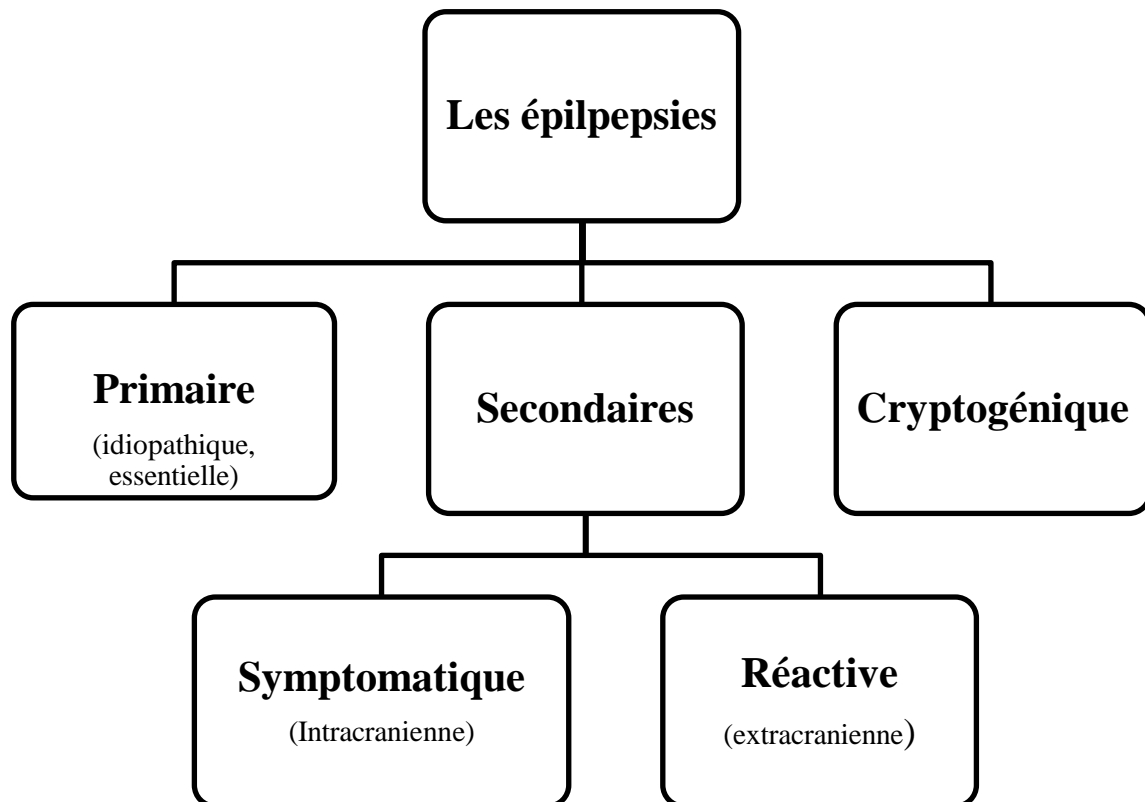 Les épilpepsies
Primaire
(idiopathique,
essentielle)
Secondaires
Cryptogénique
Symptomatique
(Intracranienne)
Réactive
(extracranienne)